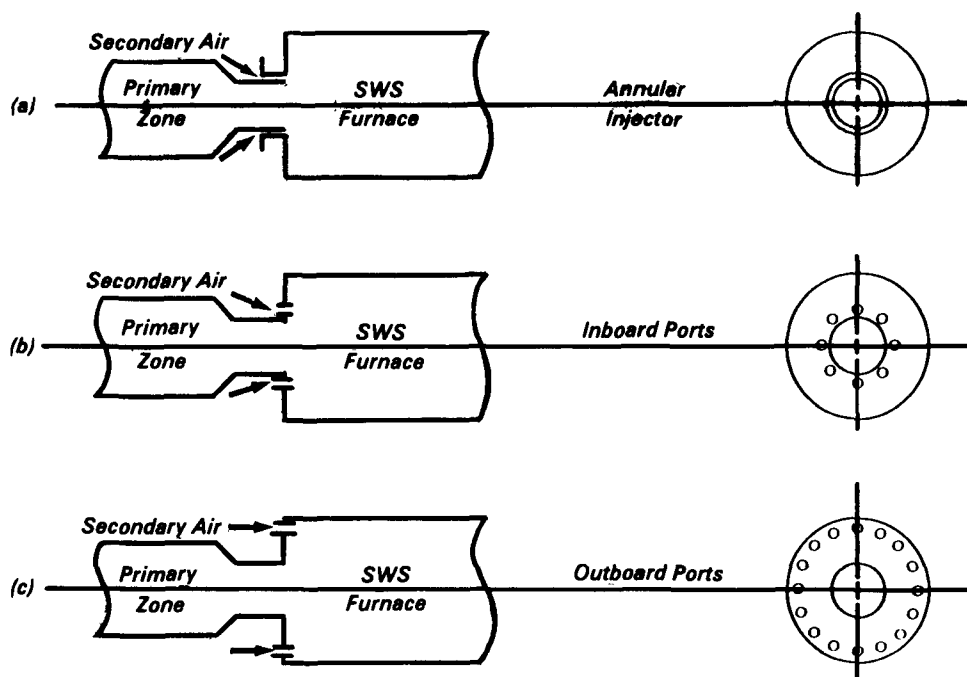 Secondary Air
(a)
Primary
Zone
SWS
Furnace
Annular
Injector
Secondary Air
(b)
Primary
Zone
SWS
Furnace
Inboard Ports
Secondary Air
(c)
Primary
Zone
SWS
Furnace
Outboard Ports